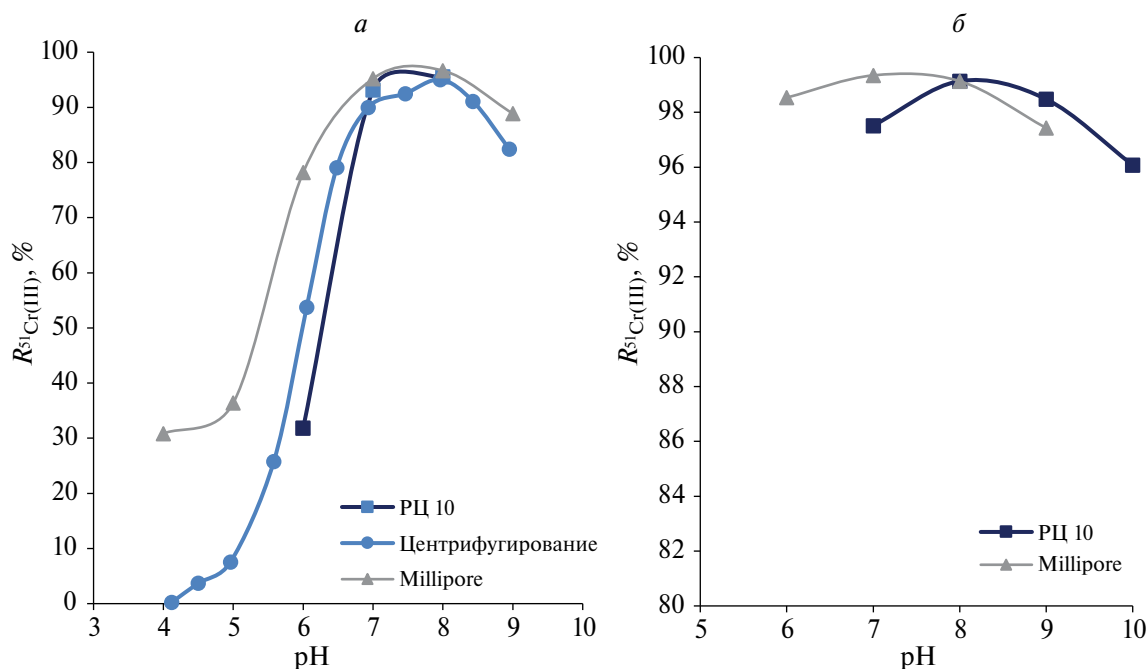 а
100
90
80
70
60
50
40
30
20
10
0
R⁵¹Cr(III), %
3 4 5 6 7 8 9 10
pH
РЦ 10
Центрифугирование
Millipore
б
100
98
96
94
92
90
88
86
84
82
80
R⁵¹Cr(III), %
5 6 7 8 9 10
pH
РЦ 10
Millipore